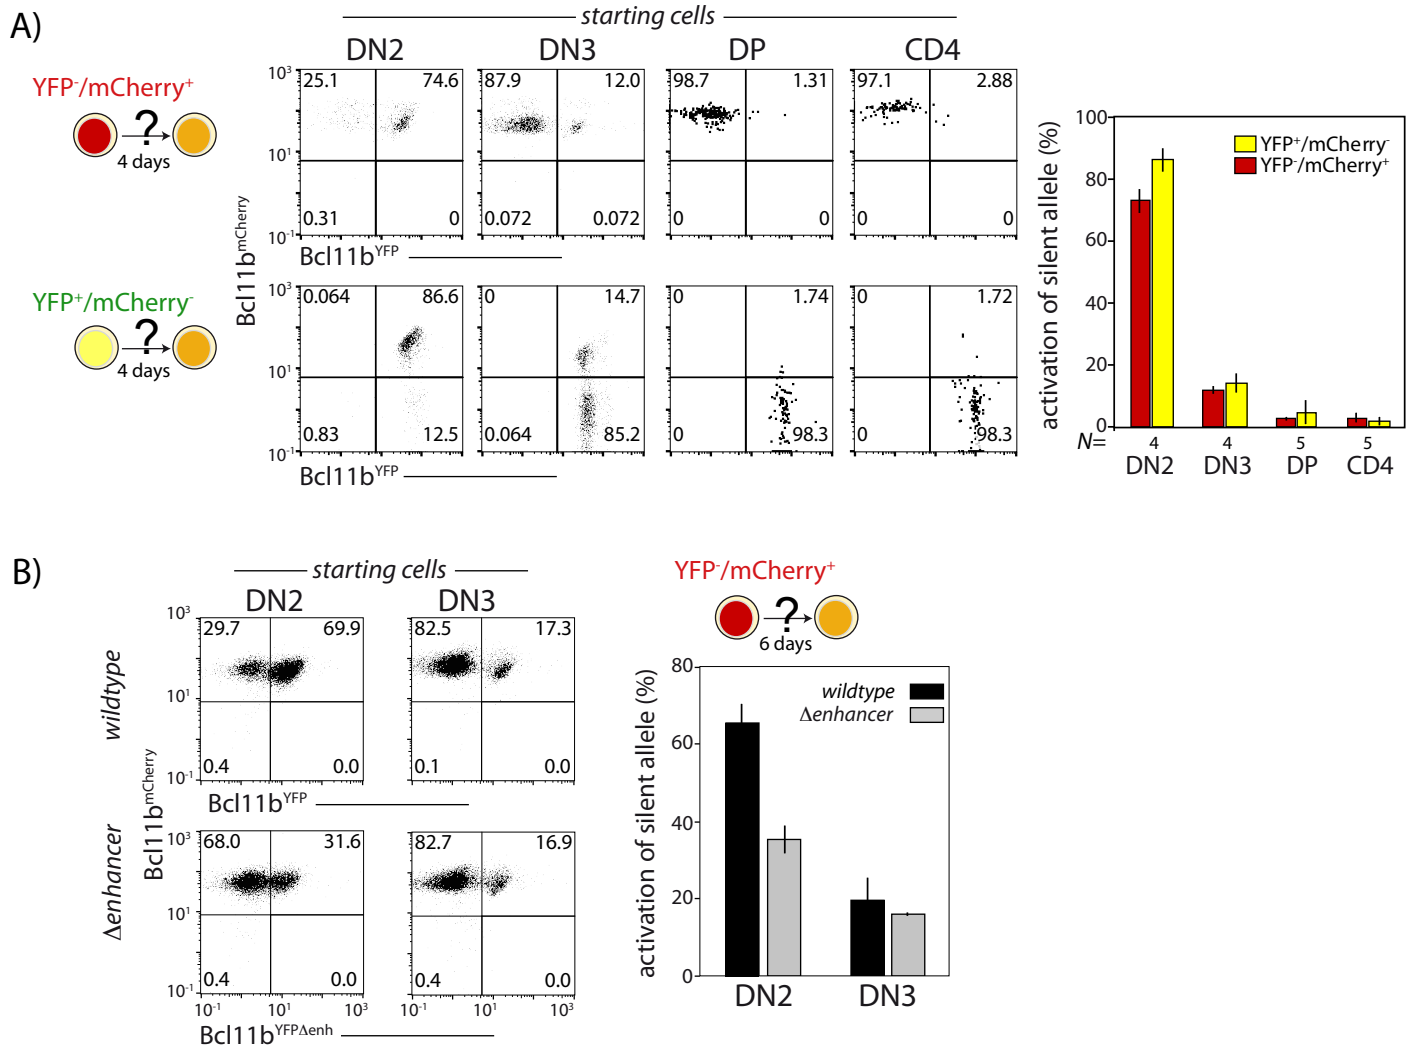 A)
starting cells
DN2 DN3 DP CD4
YFP⁻/mCherry⁺
?
4 days
10³ 25.1 74.6 87.9 12.0 98.7 1.31 97.1 2.88
10¹
0.31 0 0.072 0.072 0 0 0 0
10⁻¹
Bcl11b^mCherry
Bcl11b^YFP
YFP⁺/mCherry⁻
?
4 days
10³ 0.064 86.6 0 14.7 0 1.74 0 1.72
10¹
0.83 12.5 0.064 85.2 0 98.3 0 98.3
10⁻¹
Bcl11b^YFP
activation of silent allele (%)
100
80
60
40
20
0
YFP⁺/mCherry⁻
YFP⁻/mCherry⁺
N= 4 4 5 5
DN2 DN3 DP CD4
B)
starting cells
DN2 DN3
wildtype
10³ 29.7 69.9 82.5 17.3
10¹
0.4 0.0 0.1 0.0
10⁻¹
Bcl11b^mCherry
Bcl11b^YFP
Δenhancer
10³ 68.0 31.6 82.7 16.9
10¹
0.4 0.0 0.4 0.0
10⁻¹
10⁻¹ 10¹ 10³ 10⁻¹ 10¹ 10³
Bcl11b^YFPΔenh
YFP⁻/mCherry⁺
?
6 days
activation of silent allele (%)
80
60
40
20
0
wildtype
Δenhancer
DN2 DN3